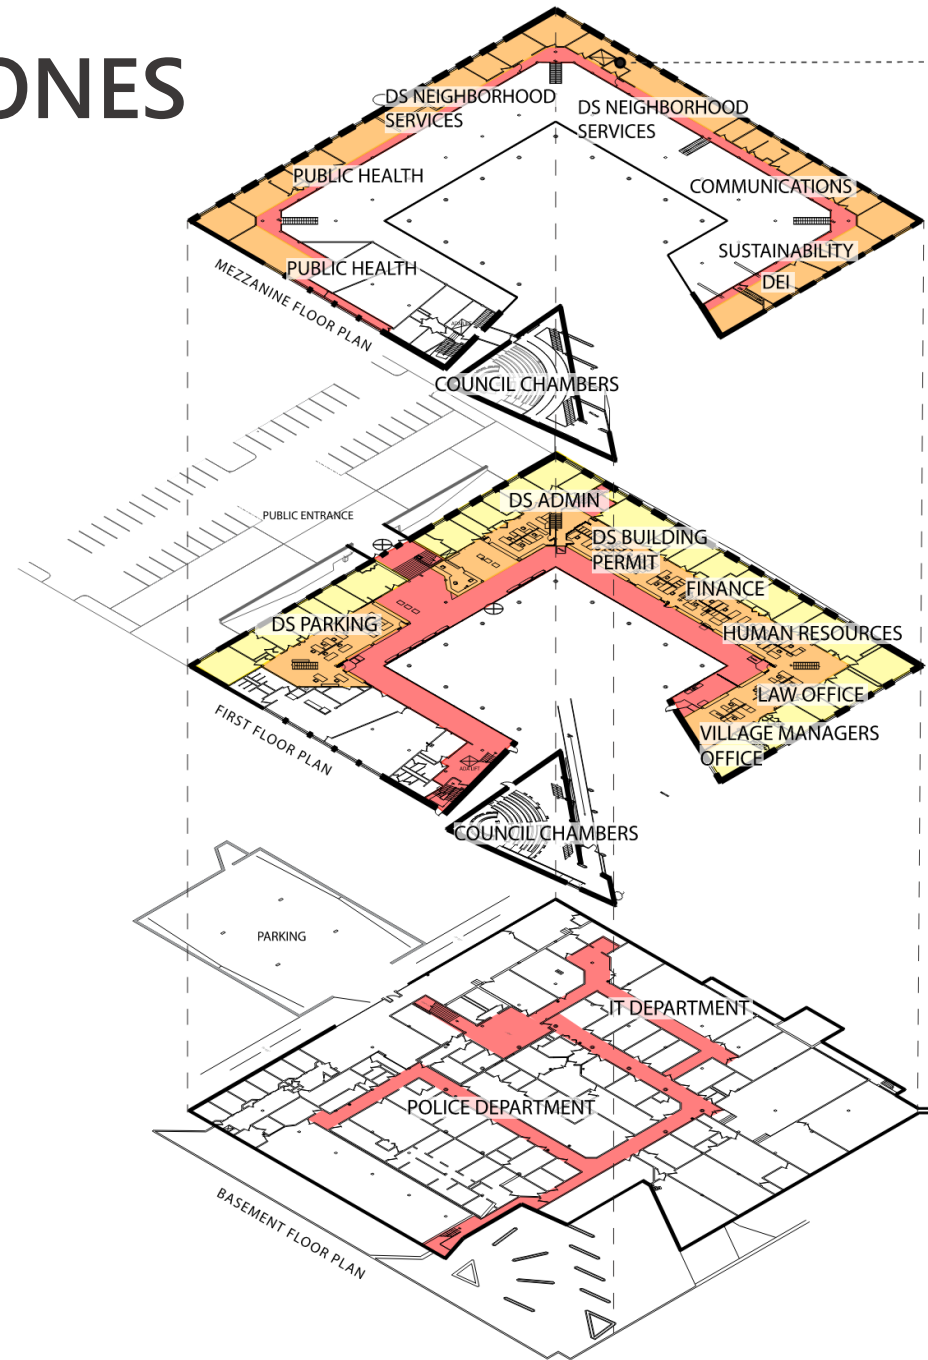 ONES
DS NEIGHBORHOOD
SERVICES
DS NEIGHBORHOOD
SERVICES
PUBLIC HEALTH
COMMUNICATIONS
SUSTAINABILITY
DEI
PUBLIC HEALTH
MEZZANINE FLOOR PLAN
COUNCIL CHAMBERS
DS ADMIN
PUBLIC ENTRANCE
DS BUILDING
PERMIT
FINANCE
DS PARKING
HUMAN RESOURCES
LAW OFFICE
VILLAGE MANAGERS
OFFICE
FIRST FLOOR PLAN
COUNCIL CHAMBERS
PARKING
IT DEPARTMENT
POLICE DEPARTMENT
BASEMENT FLOOR PLAN